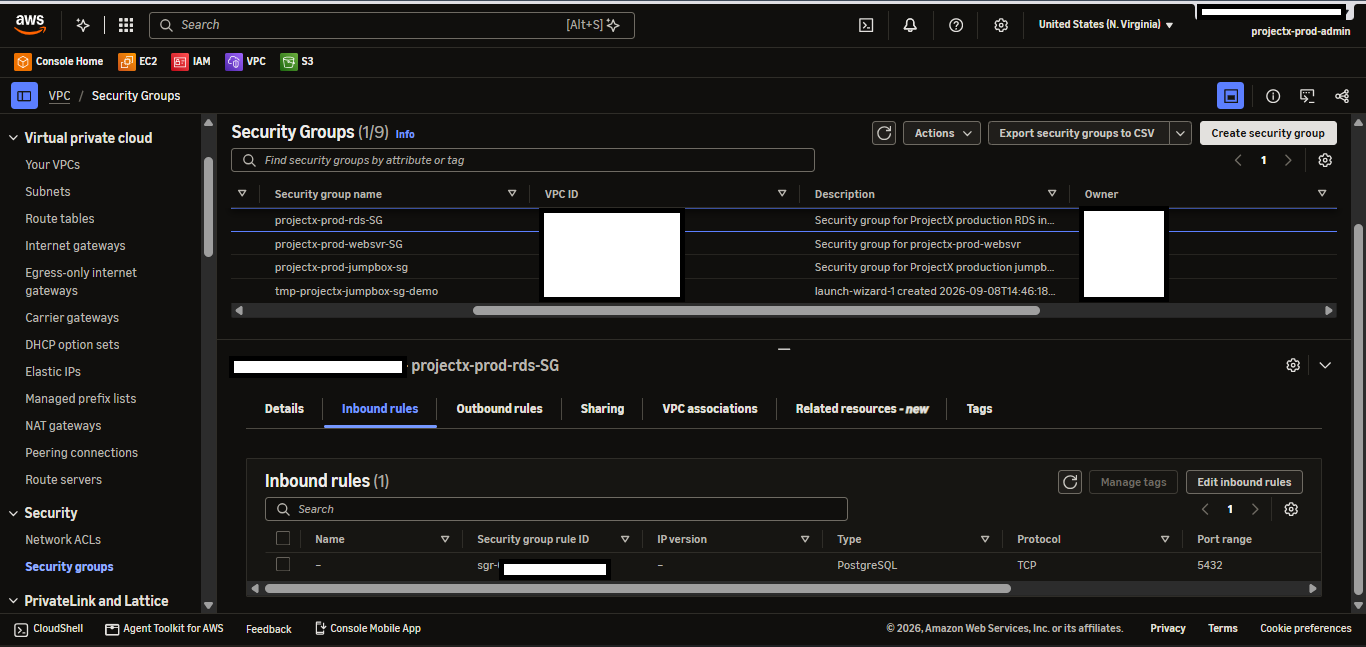 aws
Search [Alt+S]
United States (N. Virginia)
projectx-prod-admin
Console Home EC2 IAM VPC S3
VPC / Security Groups
Virtual private cloud
Your VPCs
Subnets
Route tables
Internet gateways
Egress-only internet
gateways
Carrier gateways
DHCP option sets
Elastic IPs
Managed prefix lists
NAT gateways
Peering connections
Route servers
Security
Network ACLs
Security groups
PrivateLink and Lattice
Security Groups (1/9) Info
Actions
Export security groups to CSV
Create security group
Find security groups by attribute or tag
1
Security group name VPC ID Description Owner
projectx-prod-rds-SG Security group for ProjectX production RDS in...
projectx-prod-websvr-SG Security group for projectx-prod-websvr
projectx-prod-jumpbox-sg Security group for ProjectX production jumpb...
tmp-projectx-jumpbox-sg-demo launch-wizard-1 created 2026-09-08T14:46:18...
projectx-prod-rds-SG
Details Inbound rules Outbound rules Sharing VPC associations Related resources - new Tags
Inbound rules (1)
Manage tags
Edit inbound rules
Search
1
Name Security group rule ID IP version Type Protocol Port range
– sgr- – PostgreSQL TCP 5432
CloudShell Agent Toolkit for AWS Feedback Console Mobile App
© 2026, Amazon Web Services, Inc. or its affiliates. Privacy Terms Cookie preferences